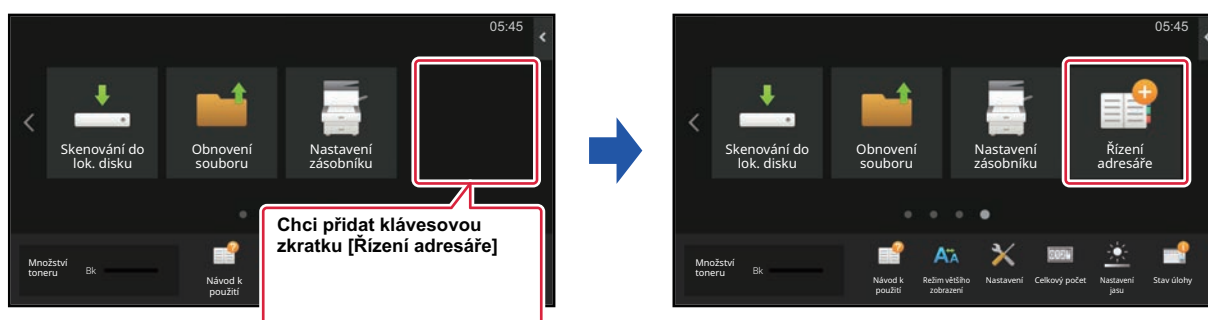 05:45
Skenování do
lok. disku
Obnovení
souboru
Nastavení
zásobníku
Chci přidat klávesovou
zkratku [Řízení adresáře]
Množství
toneru
Bk
Návod k
použití
05:45
Skenování do
lok. disku
Obnovení
souboru
Nastavení
zásobníku
Řízení
adresáře
Množství
toneru
Bk
Návod k
použití
Režim většího
zobrazení
Nastavení
Celkový počet
Nastavení
jasu
Stav úlohy